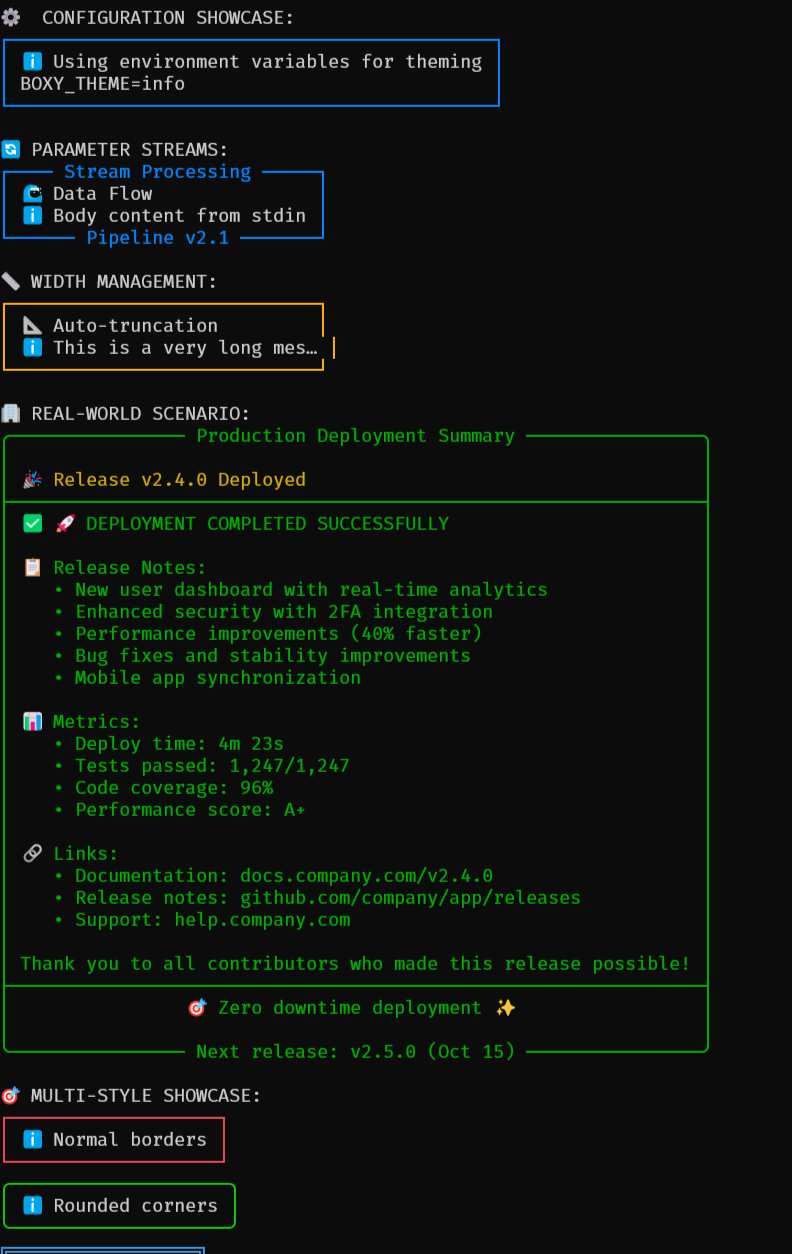 ⚙ CONFIGURATION SHOWCASE:
ℹ️ Using environment variables for theming
BOXY_THEME=info
🔄 PARAMETER STREAMS:
Stream Processing
🌊 Data Flow
ℹ️ Body content from stdin
Pipeline v2.1
📏 WIDTH MANAGEMENT:
📐 Auto-truncation
ℹ️ This is a very long mes…
🏢 REAL-WORLD SCENARIO:
Production Deployment Summary
🎉 Release v2.4.0 Deployed
✅ 🚀 DEPLOYMENT COMPLETED SUCCESSFULLY
📋 Release Notes:
• New user dashboard with real-time analytics
• Enhanced security with 2FA integration
• Performance improvements (40% faster)
• Bug fixes and stability improvements
• Mobile app synchronization
📊 Metrics:
• Deploy time: 4m 23s
• Tests passed: 1,247/1,247
• Code coverage: 96%
• Performance score: A+
🔗 Links:
• Documentation: docs.company.com/v2.4.0
• Release notes: github.com/company/app/releases
• Support: help.company.com
Thank you to all contributors who made this release possible!
🎯 Zero downtime deployment ✨
Next release: v2.5.0 (Oct 15)
🎯 MULTI-STYLE SHOWCASE:
ℹ️ Normal borders
ℹ️ Rounded corners